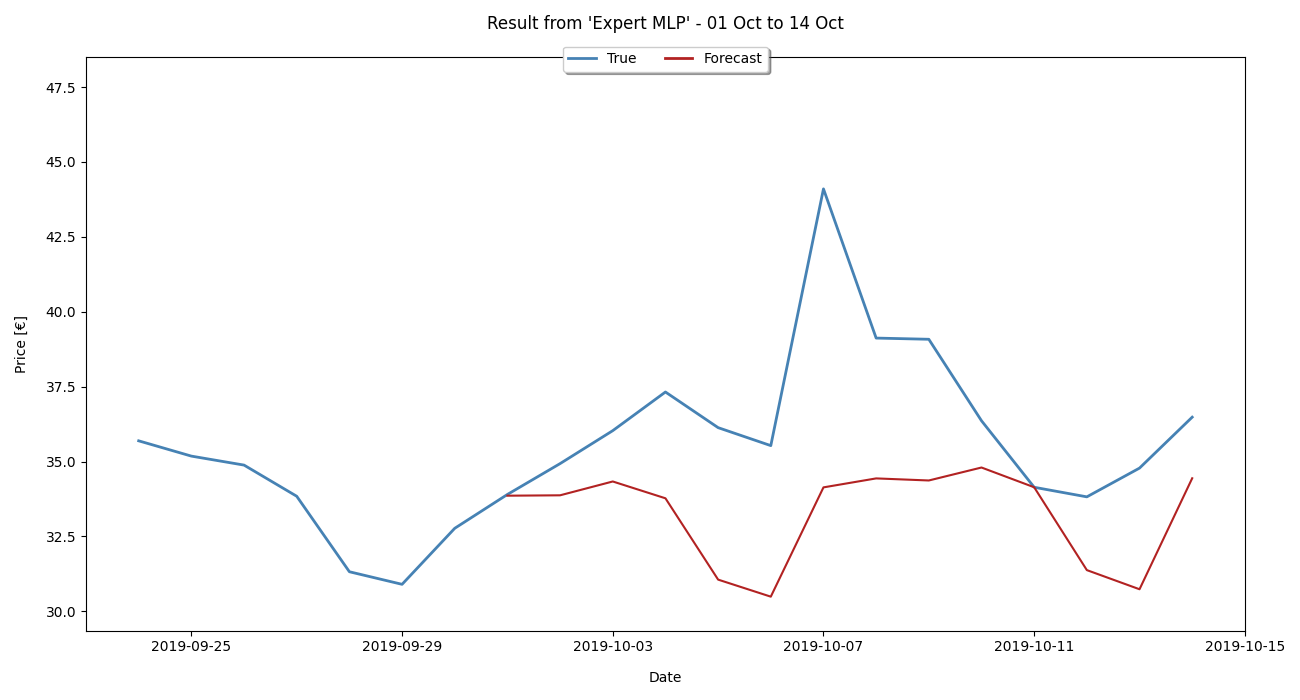 Result from 'Expert MLP' - 01 Oct to 14 Oct
True Forecast
47.5
45.0
42.5
40.0
37.5
35.0
32.5
30.0
Price [€]
2019-09-25 2019-09-29 2019-10-03 2019-10-07 2019-10-11 2019-10-15
Date